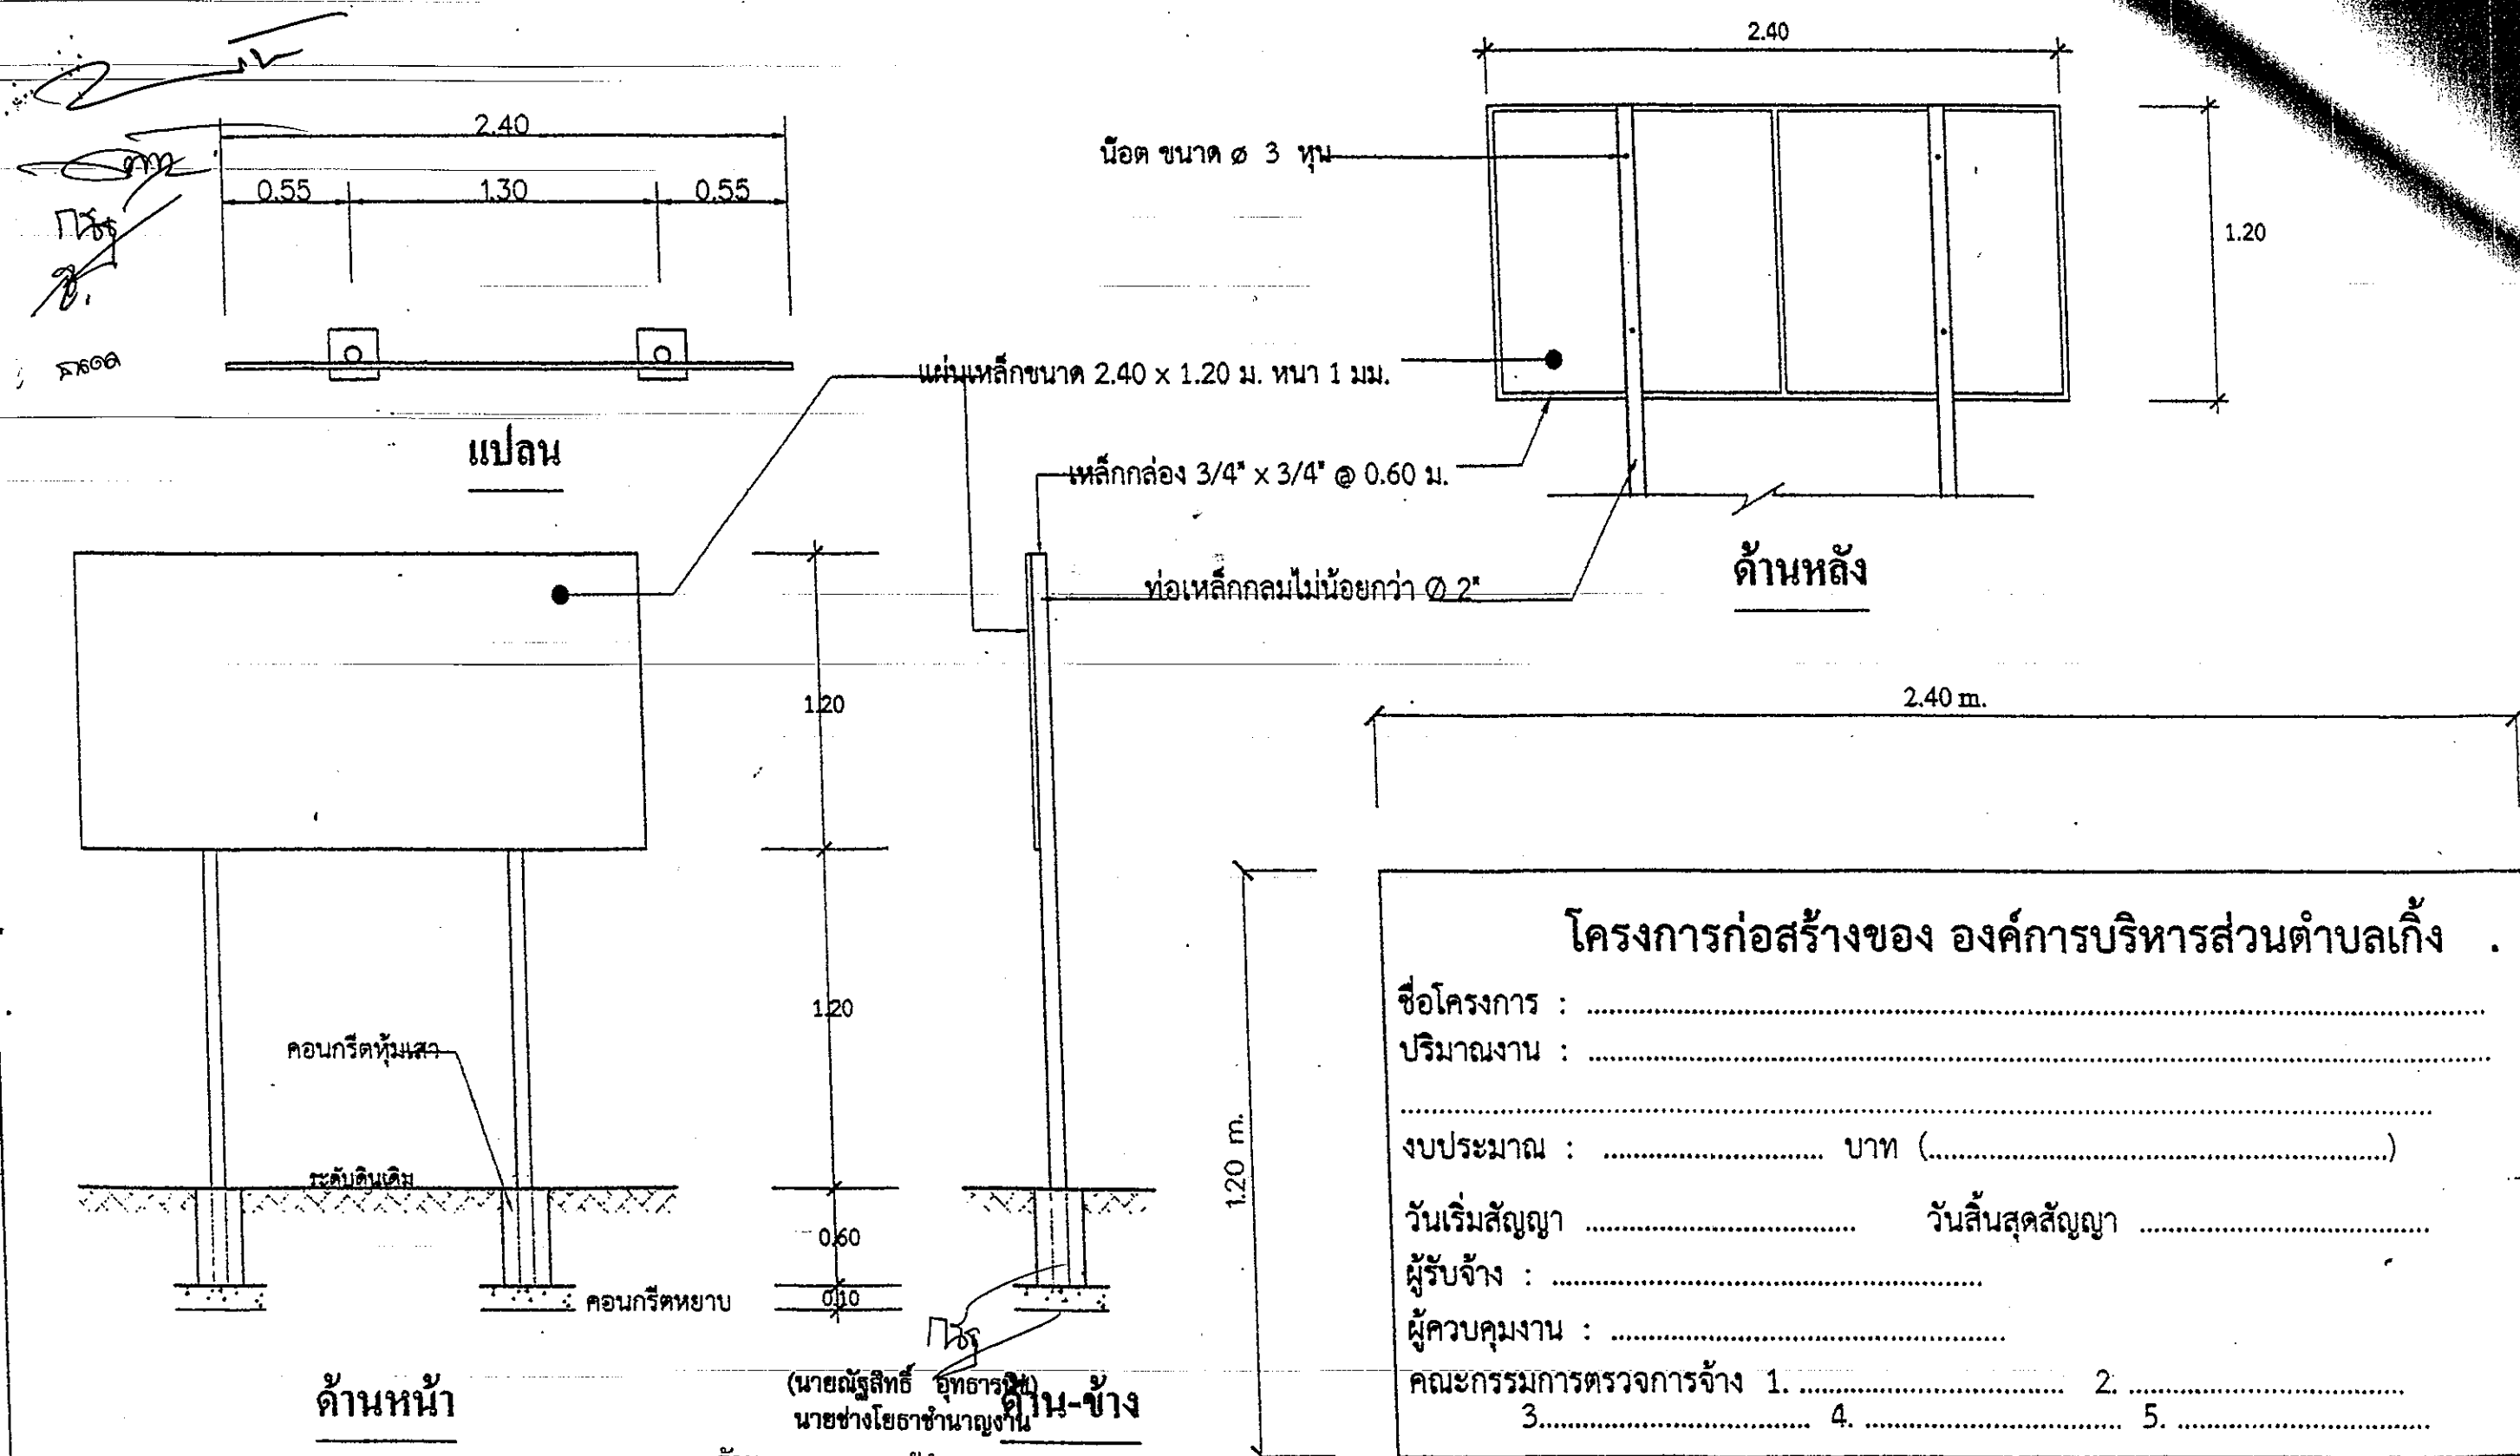 2.40
0.55 1.30 0.55
แปลน
2.40
น๊อต ขนาด ø 3 หุน
1.20
แผ่นเหล็กขนาด 2.40 x 1.20 ม. หนา 1 มม.
เหล็กกล่อง 3/4" x 3/4" @ 0.60 ม.
ท่อเหล็กกลมไม่น้อยกว่า Ø 2"
ด้านหลัง
1.20
1.20
คอนกรีตหุ้มเสา
ระดับดินเดิม
0.60
0.10
คอนกรีตหยาบ
ด้านหน้า
(นายณัฐสิทธิ์
นายช่างโยธาชำนาญงาน
ด้าน-ข้าง
2.40 m.
1.20 m.
โครงการก่อสร้างของ องค์การบริหารส่วนตำบลเกิ้ง
ชื่อโครงการ : ....................
ปริมาณงาน : ....................
....................
งบประมาณ : .................... บาท (....................)
วันเริ่มสัญญา .................... วันสิ้นสุดสัญญา ....................
ผู้รับจ้าง : ....................
ผู้ควบคุมงาน : ....................
คณะกรรมการตรวจการจ้าง 1. .................... 2. ....................
3.................... 4. .................... 5. ....................